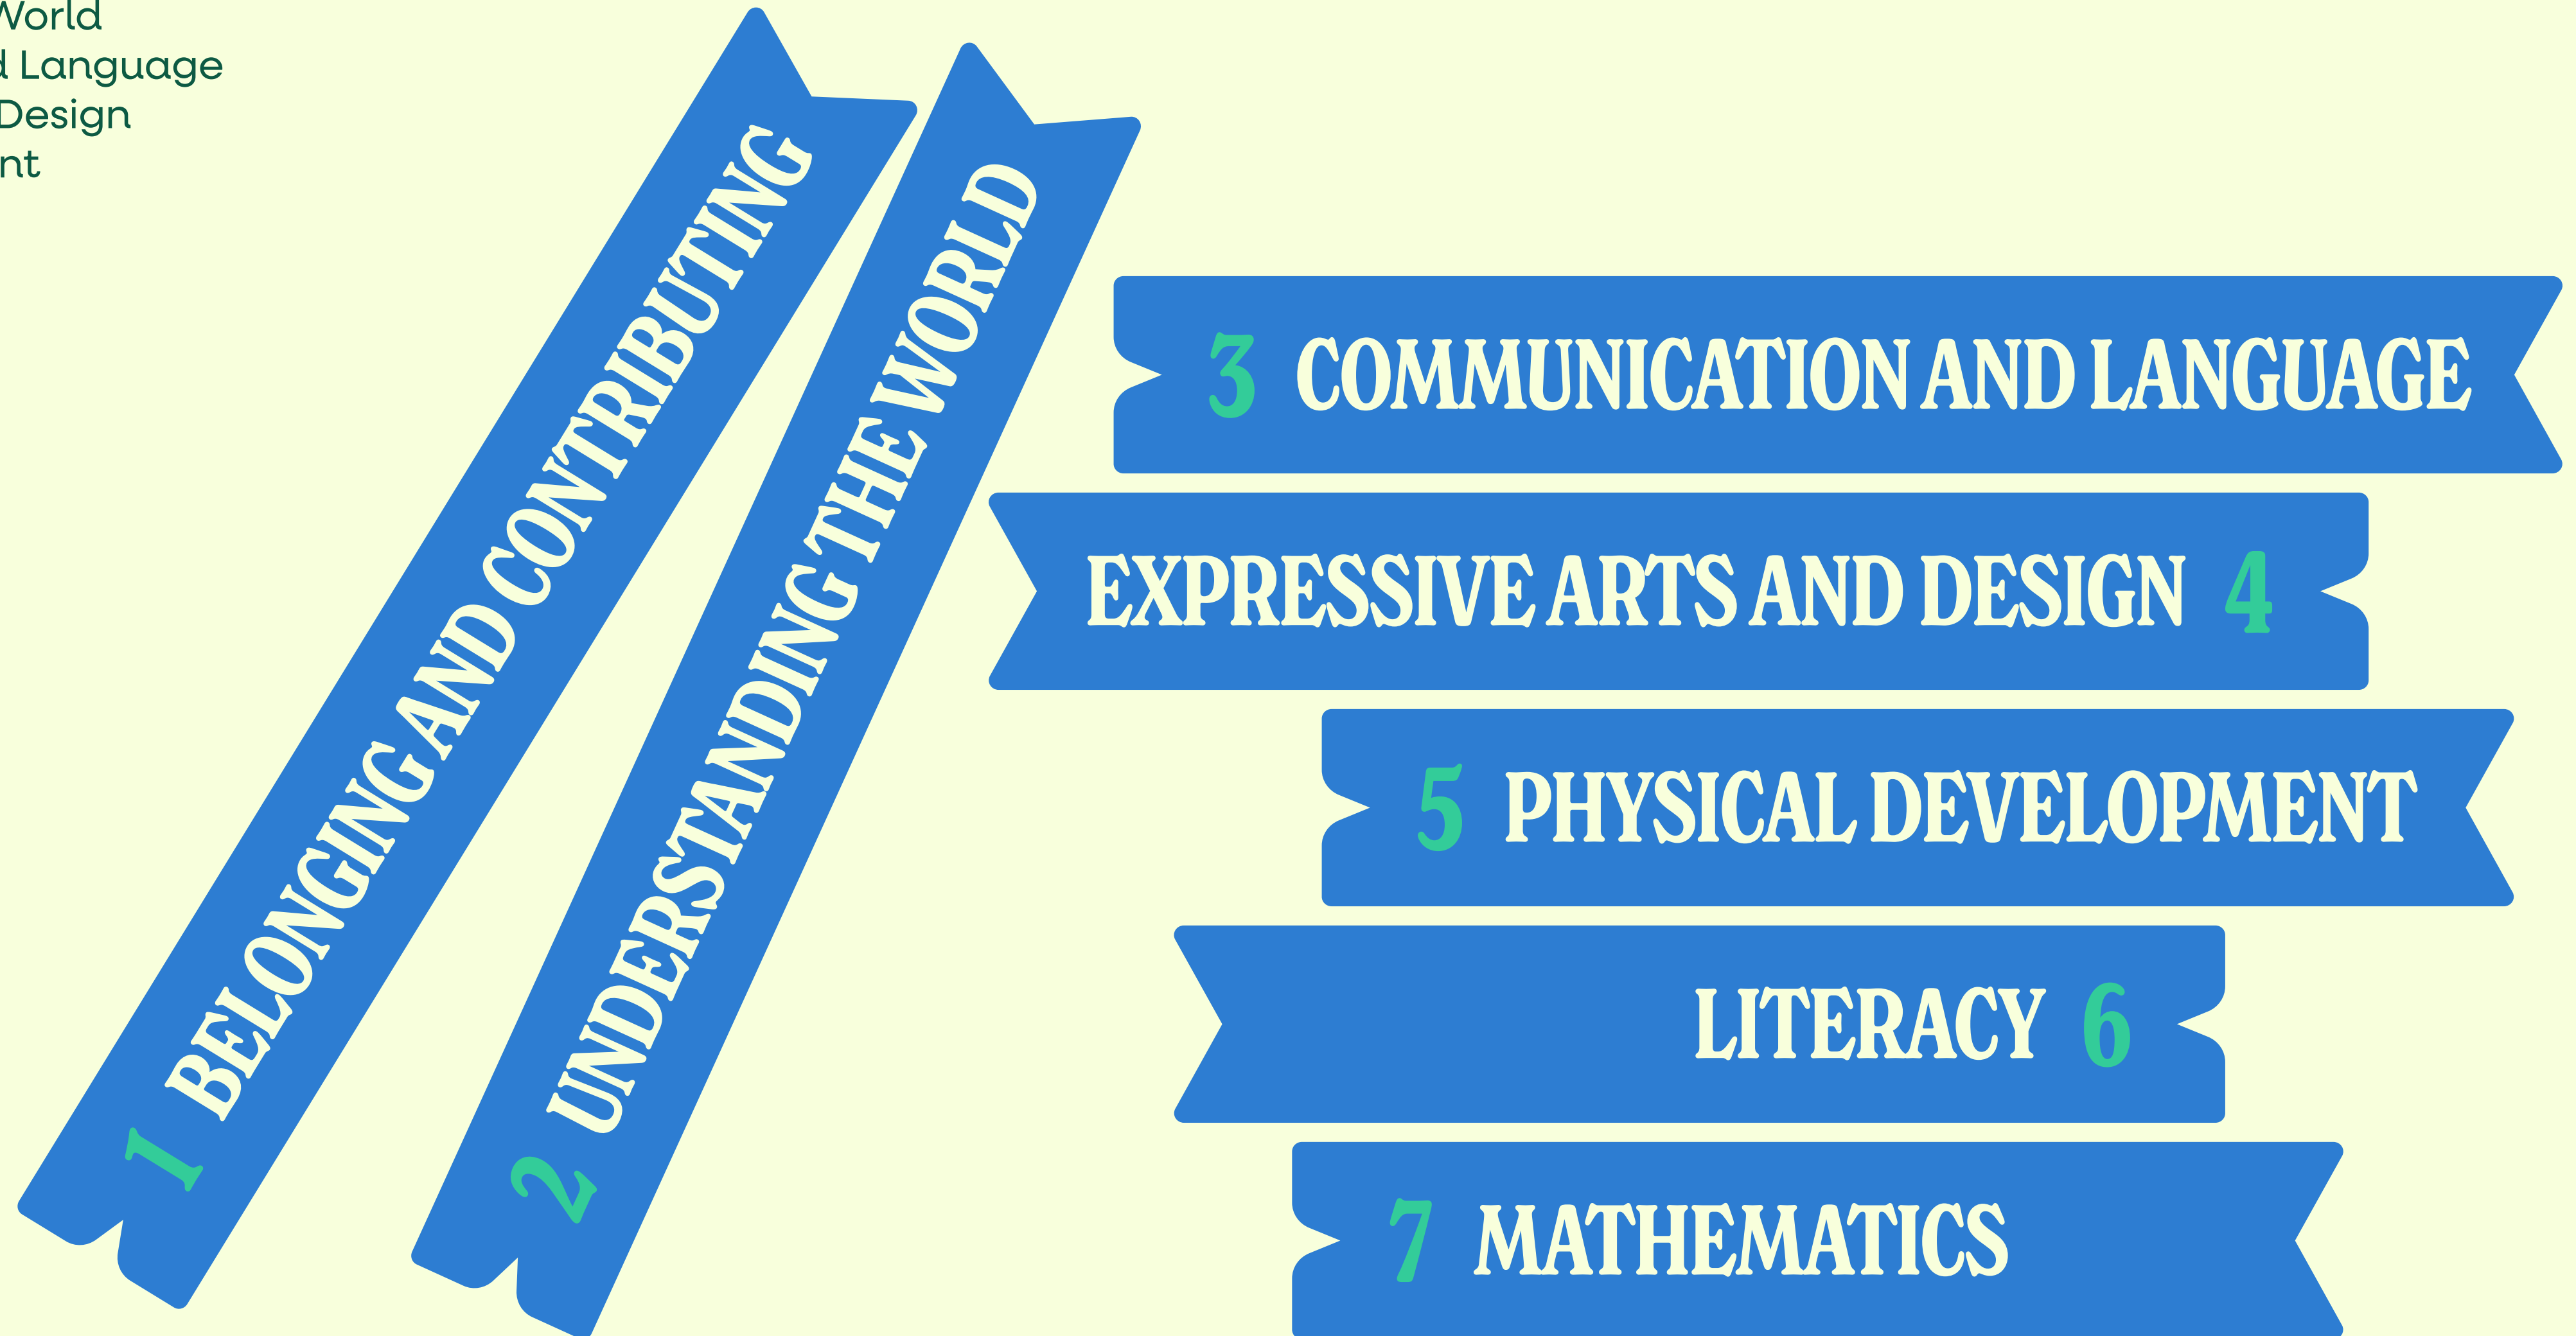 World
Language
Design
1 BELONGING AND CONTRIBUTING
2 UNDERSTANDING THE WORLD
3 COMMUNICATION AND LANGUAGE
EXPRESSIVE ARTS AND DESIGN 4
5 PHYSICAL DEVELOPMENT
LITERACY 6
7 MATHEMATICS